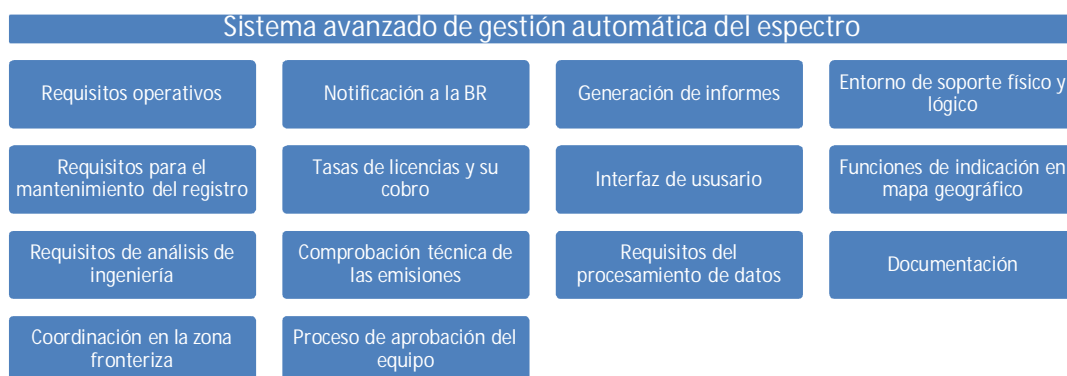 Sistema avanzado de gestión automática del espectro
Requisitos operativos
Notificación a la BR
Generación de informes
Entorno de soporte físico y
lógico
Requisitos para el
mantenimiento del registro
Tasas de licencias y su
cobro
Interfaz de ususario
Funciones de indicación en
mapa geográfico
Requisitos de análisis de
ingeniería
Comprobación técnica de
las emisiones
Requisitos del
procesamiento de datos
Documentación
Coordinación en la zona
fronteriza
Proceso de aprobación del
equipo